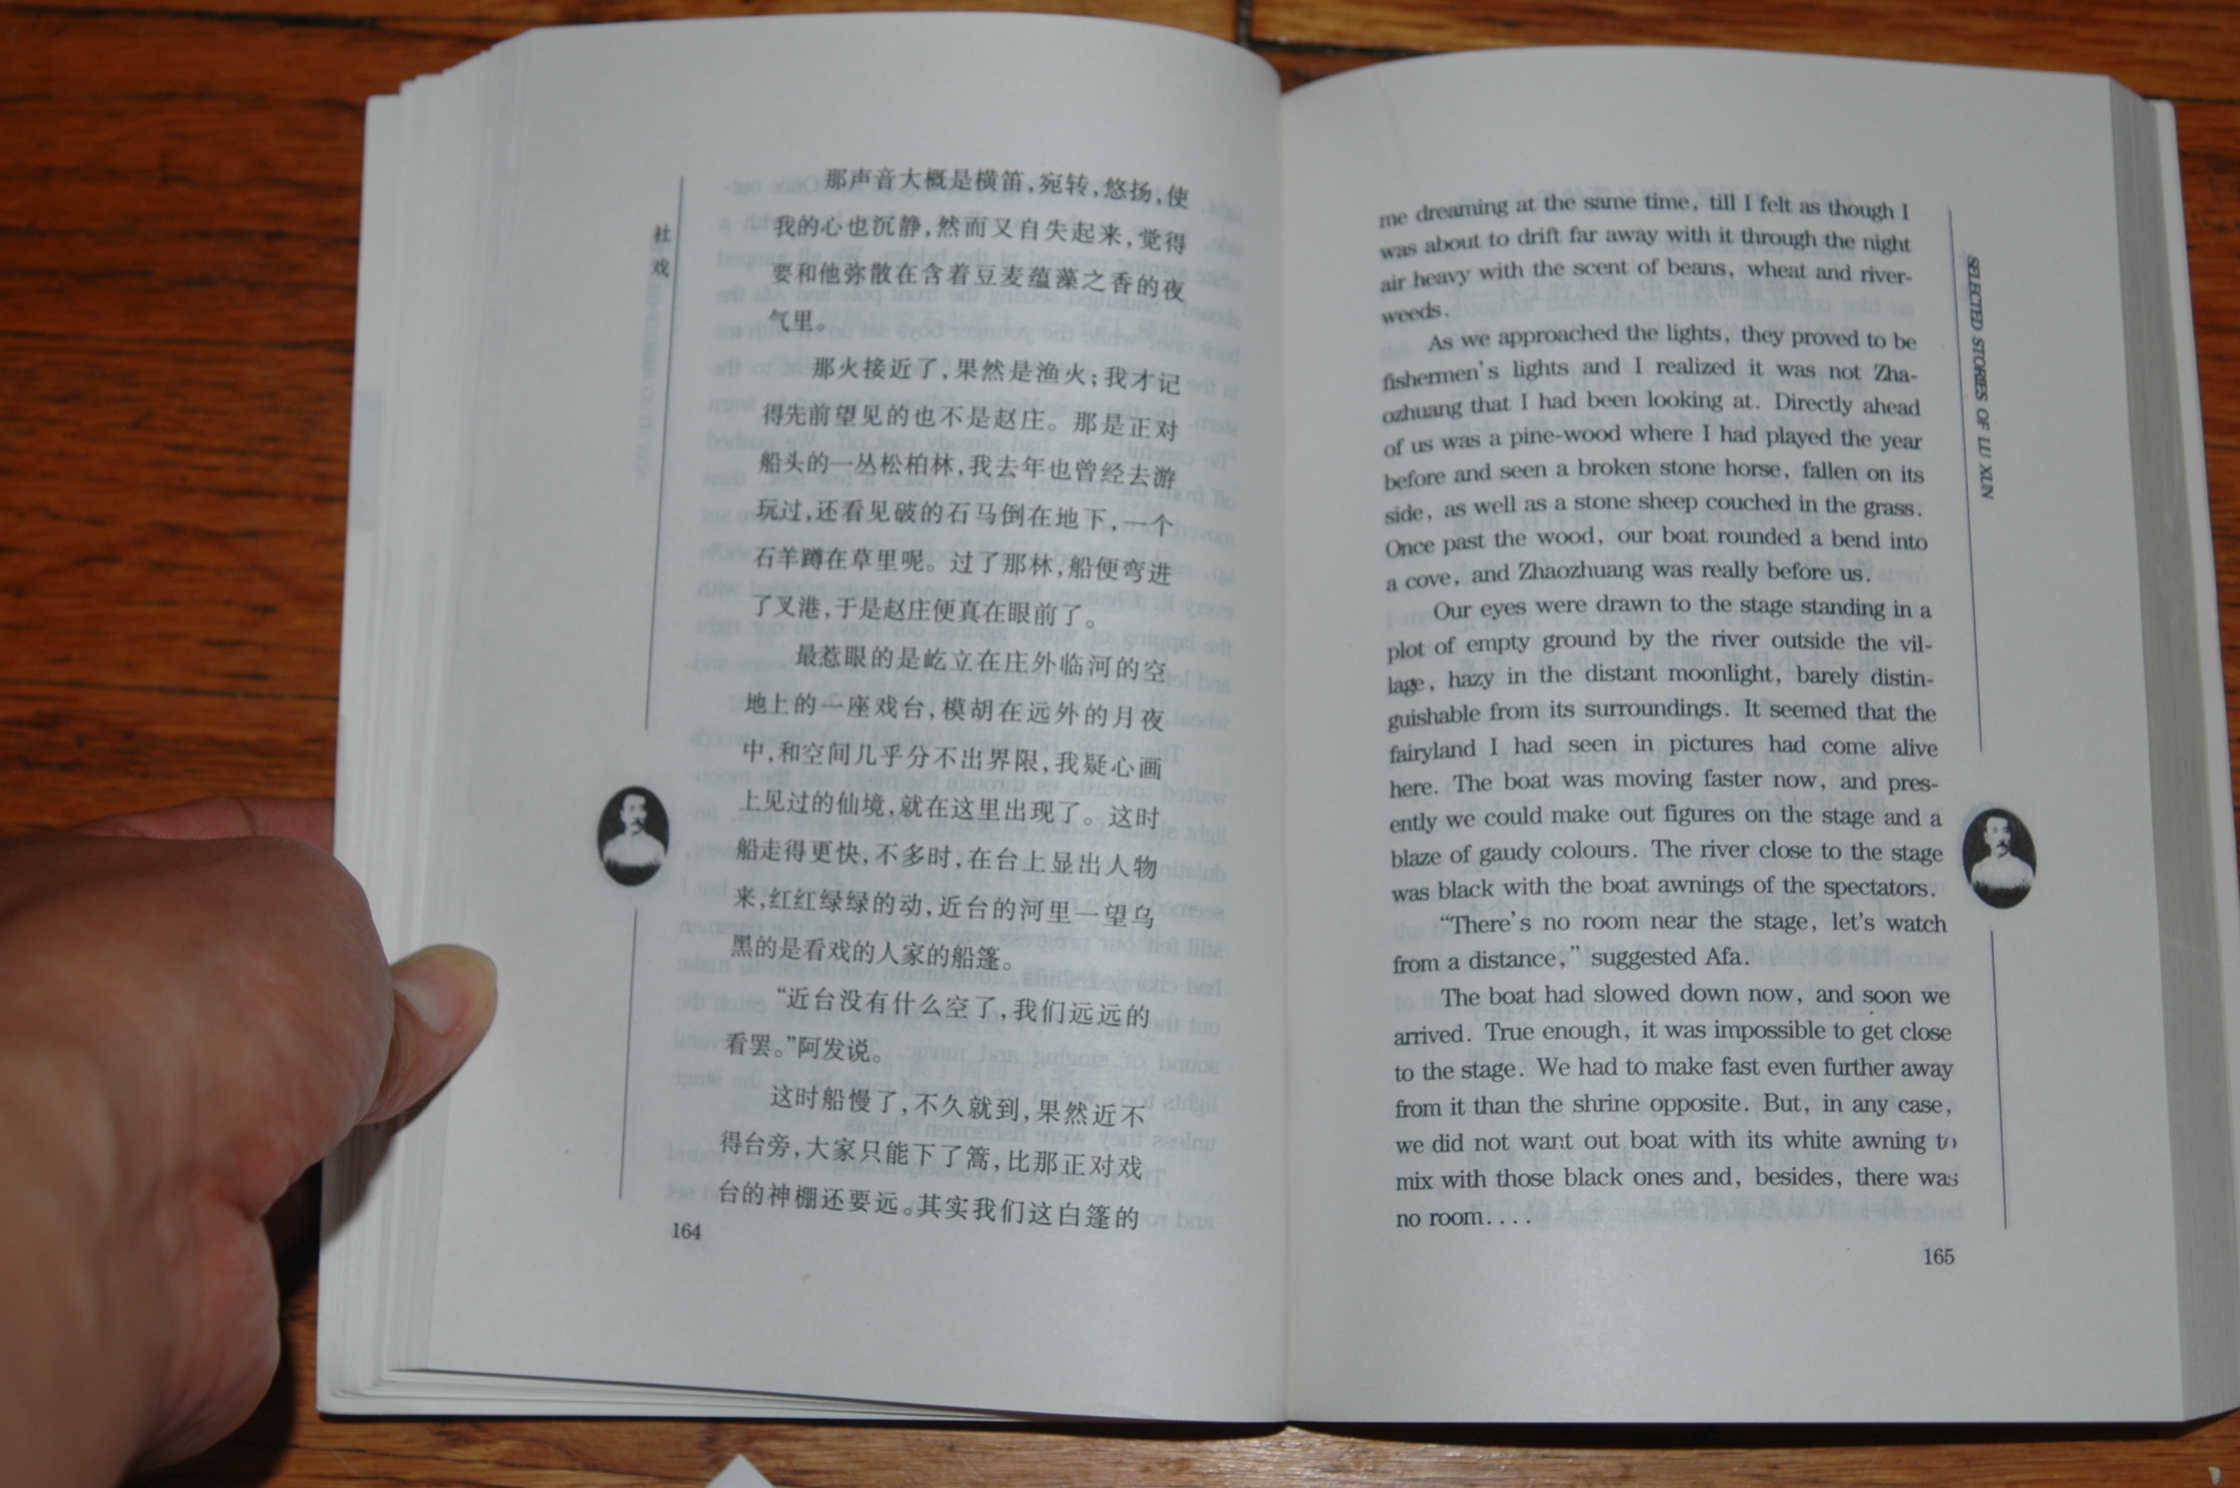 社
戏
那声音大概是横笛,宛转,悠扬,使
我的心也沉静,然而又自失起来,觉得
要和他弥散在含着豆麦蕴藻之香的夜
气里。
那火接近了,果然是渔火;我才记
得先前望见的也不是赵庄。那是正对
船头的一丛松柏林,我去年也曾经去游
玩过,还看见破的石马倒在地下,一个
石羊蹲在草里呢。过了那林,船便弯进
了叉港,于是赵庄便真在眼前了。
最惹眼的是屹立在庄外临河的空
地上的一座戏台,模胡在远外的月夜
中,和空间几乎分不出界限,我疑心画
上见过的仙境,就在这里出现了。这时
船走得更快,不多时,在台上显出人物
来,红红绿绿的动,近台的河里一望乌
黑的是看戏的人家的船篷。
“近台没有什么空了,我们远远的
看罢。”阿发说。
这时船慢了,不久就到,果然近不
得台旁,大家只能下了篙,比那正对戏
台的神棚还要远。其实我们这白篷的
164
SELECTED STORIES OF LU XUN
me dreaming at the same time, till I felt as though I
was about to drift far away with it through the night
air heavy with the scent of beans, wheat and river-
weeds.
As we approached the lights, they proved to be
fishermen's lights and I realized it was not Zha-
ozhuang that I had been looking at. Directly ahead
of us was a pine-wood where I had played the year
before and seen a broken stone horse, fallen on its
side, as well as a stone sheep couched in the grass.
Once past the wood, our boat rounded a bend into
a cove, and Zhaozhuang was really before us.
Our eyes were drawn to the stage standing in a
plot of empty ground by the river outside the vil-
lage, hazy in the distant moonlight, barely distin-
guishable from its surroundings. It seemed that the
fairyland I had seen in pictures had come alive
here. The boat was moving faster now, and pres-
ently we could make out figures on the stage and a
blaze of gaudy colours. The river close to the stage
was black with the boat awnings of the spectators.
“There's no room near the stage, let's watch
from a distance,” suggested Afa.
The boat had slowed down now, and soon we
arrived. True enough, it was impossible to get close
to the stage. We had to make fast even further away
from it than the shrine opposite. But, in any case,
we did not want out boat with its white awning to
mix with those black ones and, besides, there was
no room....
165